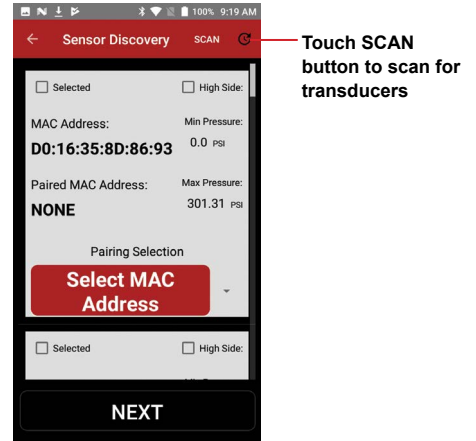 100% 9:19 AM
Sensor Discovery SCAN
Touch SCAN
button to scan for
transducers
Selected High Side:
MAC Address: Min Pressure:
D0:16:35:8D:86:93 0.0 PSI
Paired MAC Address: Max Pressure:
NONE 301.31 PSI
Pairing Selection
Select MAC
Address
Selected High Side:
NEXT